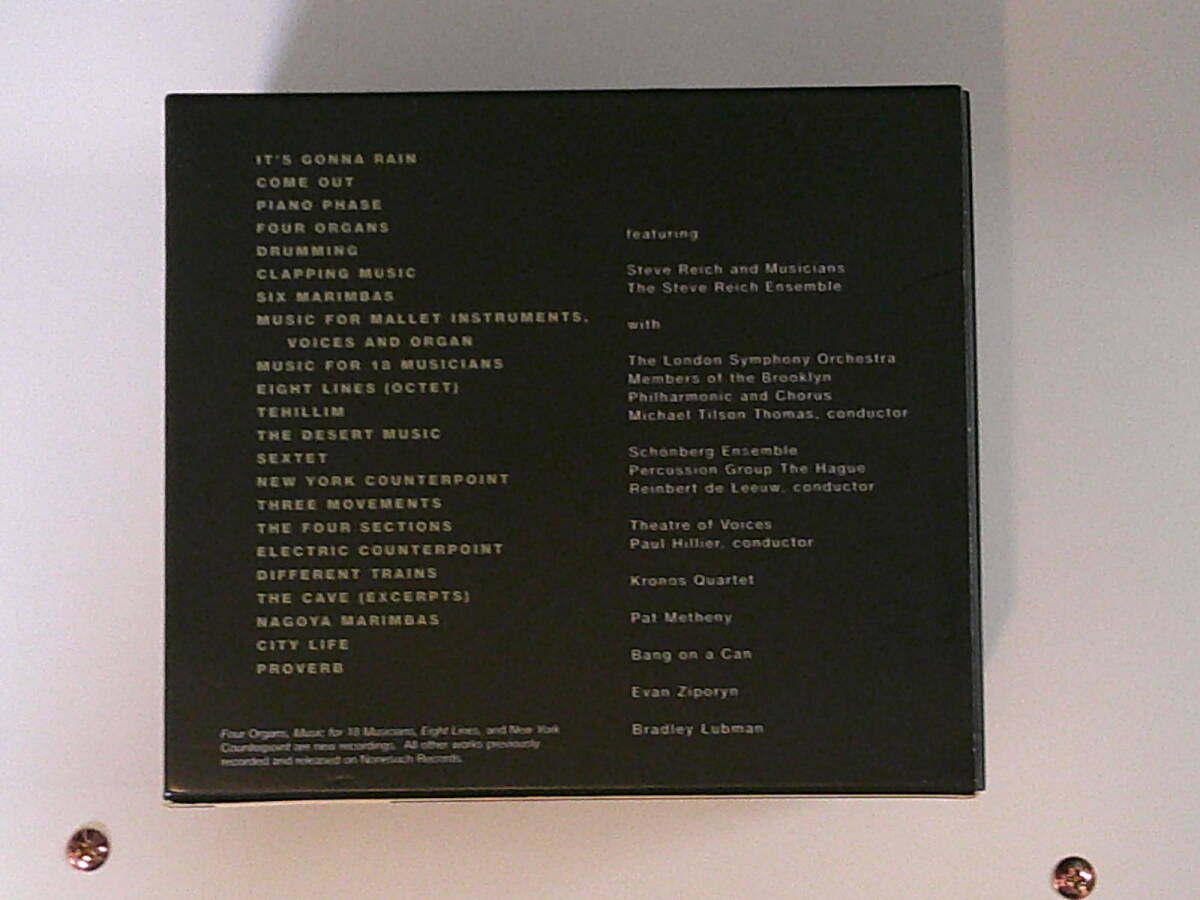 IT'S GONNA RAIN
COME OUT
PIANO PHASE
FOUR ORGANS
DRUMMING
CLAPPING MUSIC
SIX MARIMBAS
MUSIC FOR MALLET INSTRUMENTS,
VOICES AND ORGAN
MUSIC FOR 18 MUSICIANS
EIGHT LINES (OCTET)
TEHILLIM
THE DESERT MUSIC
SEXTET
NEW YORK COUNTERPOINT
THREE MOVEMENTS
THE FOUR SECTIONS
ELECTRIC COUNTERPOINT
DIFFERENT TRAINS
THE CAVE (EXCERPTS)
NAGOYA MARIMBAS
CITY LIFE
PROVERB
Four Organs, Music for 18 Musicians, Eight Lines, and New York
Counterpoint are new recordings. All other works previously
recorded and released on Nonesuch Records.
featuring
Steve Reich and Musicians
The Steve Reich Ensemble
with
The London Symphony Orchestra
Members of the Brooklyn
Philharmonic and Chorus
Michael Tilson Thomas, conductor
Schönberg Ensemble
Percussion Group The Hague
Reinbert de Leeuw, conductor
Theatre of Voices
Paul Hillier, conductor
Kronos Quartet
Pat Metheny
Bang on a Can
Evan Ziporyn
Bradley Lubman